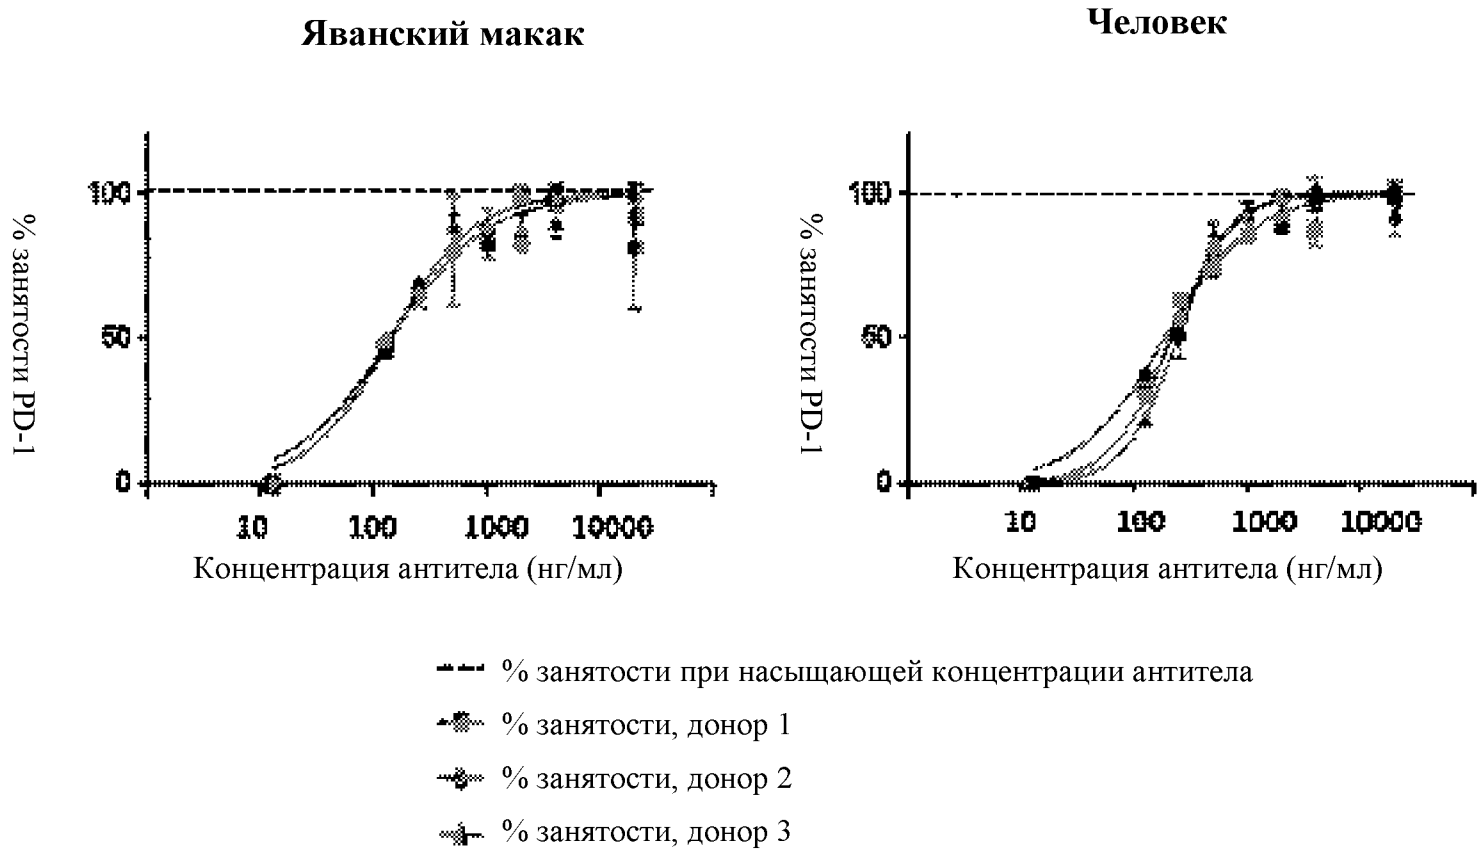 Яванский макак
Человек
% занятости PD-1
100
50
0
10 100 1000 10000
Концентрация антитела (нг/мл)
% занятости PD-1
100
50
0
10 100 1000 10000
Концентрация антитела (нг/мл)
% занятости при насыщающей концентрации антитела
% занятости, донор 1
% занятости, донор 2
% занятости, донор 3